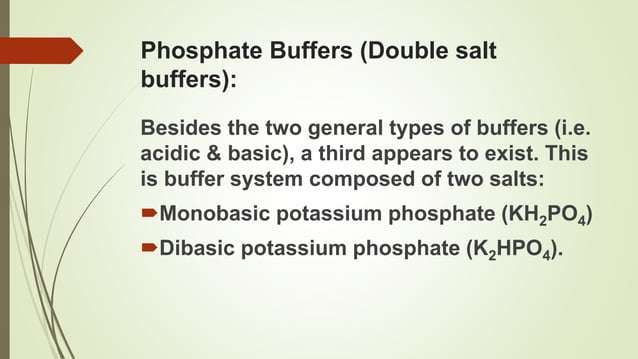 Phosphate Buffers (Double salt
buffers):
Besides the two general types of buffers (i.e.
acidic & basic), a third appears to exist. This
is buffer system composed of two salts:
Monobasic potassium phosphate (KH₂PO₄)
Dibasic potassium phosphate (K₂HPO₄).